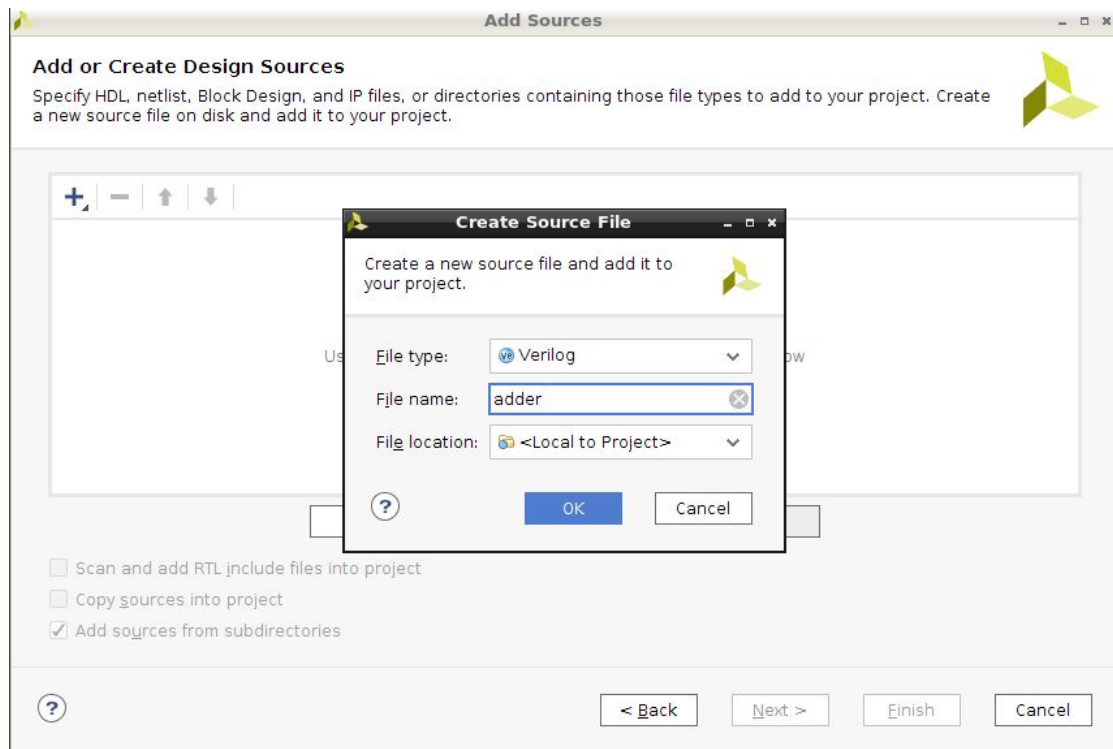 Add Sources
Add or Create Design Sources
Specify HDL, netlist, Block Design, and IP files, or directories containing those file types to add to your project. Create
a new source file on disk and add it to your project.
Create Source File
Create a new source file and add it to
your project.
File type:
Verilog
File name:
adder
File location:
<Local to Project>
?
OK
Cancel
Scan and add RTL include files into project
Copy sources into project
Add sources from subdirectories
?
< Back
Next >
Finish
Cancel